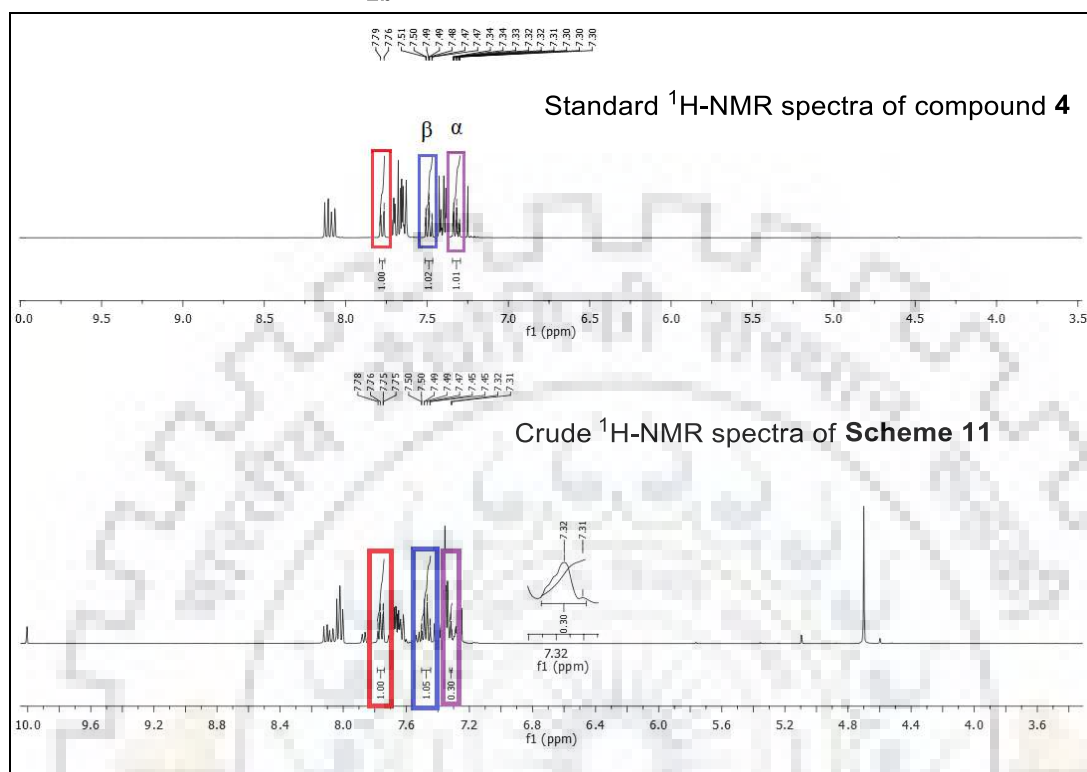 7.79 7.76 7.51 7.50 7.49 7.49 7.48 7.47 7.47 7.34 7.34 7.33 7.32 7.32 7.31 7.30 7.30 7.30
Standard ¹H-NMR spectra of compound 4
β α
1.00 1.02 1.01
0.0 9.5 9.0 8.5 8.0 7.5 7.0 6.5 6.0 5.5 5.0 4.5 4.0 3.5
f1 (ppm)
7.78 7.76 7.75 7.75 7.50 7.50 7.49 7.49 7.47 7.45 7.45 7.32 7.31
Crude ¹H-NMR spectra of Scheme 11
7.32 7.31
0.30
7.32
f1 (ppm)
1.00 1.05 0.30
10.0 9.6 9.2 8.8 8.4 8.0 7.6 7.2 6.8 6.4 6.0 5.6 5.2 4.8 4.4 4.0 3.6
f1 (ppm)